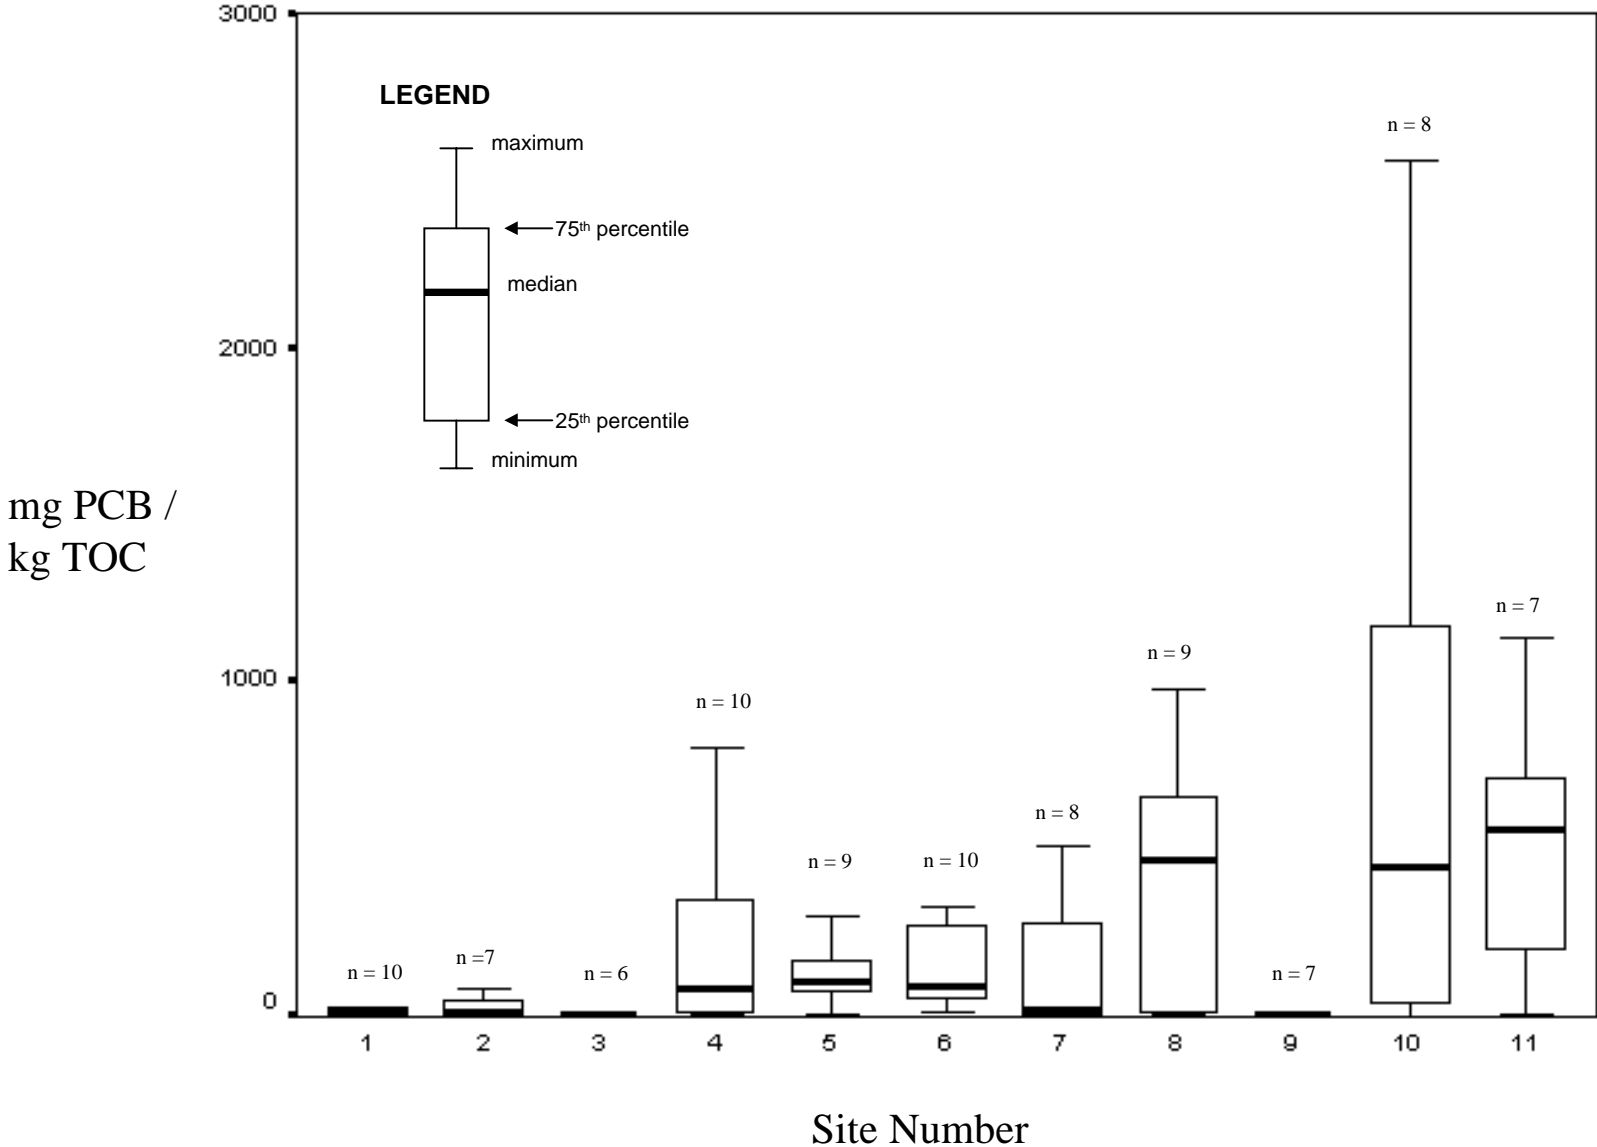 3000
LEGEND
maximum
75th percentile
median
25th percentile
minimum
2000
1000
0
mg PCB /
kg TOC
n = 10
n =7
n = 6
n = 10
n = 9
n = 10
n = 8
n = 9
n = 7
n = 8
n = 7
1 2 3 4 5 6 7 8 9 10 11
Site Number